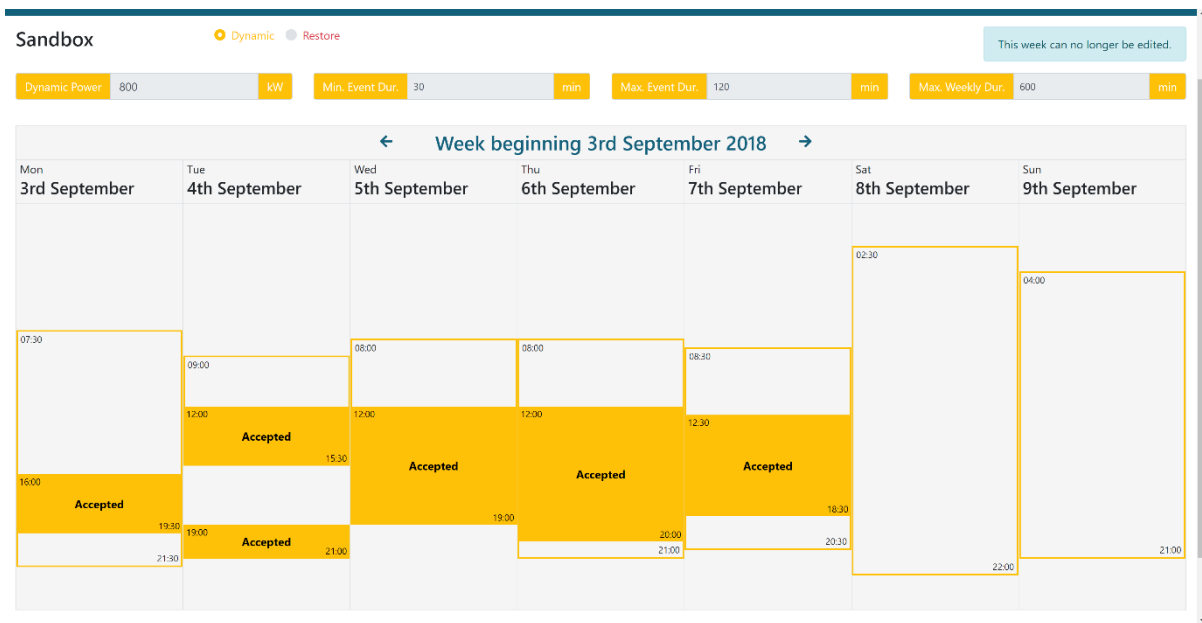 Sandbox
Dynamic Restore
This week can no longer be edited.
Dynamic Power 800 kW Min. Event Dur. 30 min Max. Event Dur. 120 min Max. Weekly Dur. 600 min
← Week beginning 3rd September 2018 →
Mon Tue Wed Thu Fri Sat Sun
3rd September 4th September 5th September 6th September 7th September 8th September 9th September
02:30
04:00
07:30
08:00 08:00
08:30
09:00
12:00 12:00 12:00
12:30
Accepted
15:30
Accepted Accepted
Accepted
16:00
Accepted
18:30
19:00
19:30
19:00
20:00
Accepted
20:30
21:00 21:00 21:00
21:30
22:00